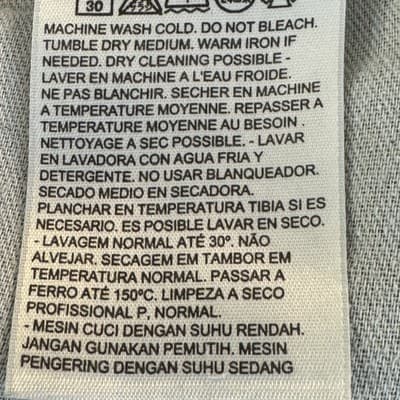 30
MACHINE WASH COLD. DO NOT BLEACH.
TUMBLE DRY MEDIUM. WARM IRON IF
NEEDED. DRY CLEANING POSSIBLE -
LAVER EN MACHINE A L'EAU FROIDE.
NE PAS BLANCHIR. SECHER EN MACHINE
A TEMPERATURE MOYENNE. REPASSER A
TEMPERATURE MOYENNE AU BESOIN .
NETTOYAGE A SEC POSSIBLE. - LAVAR
EN LAVADORA CON AGUA FRIA Y
DETERGENTE. NO USAR BLANQUEADOR.
SECADO MEDIO EN SECADORA.
PLANCHAR EN TEMPERATURA TIBIA SI ES
NECESARIO. ES POSIBLE LAVAR EN SECO.
- LAVAGEM NORMAL ATÉ 30º. NÃO
ALVEJAR. SECAGEM EM TAMBOR EM
TEMPERATURA NORMAL. PASSAR A
FERRO ATÉ 150ºC. LIMPEZA A SECO
PROFISSIONAL P, NORMAL.
- MESIN CUCI DENGAN SUHU RENDAH.
JANGAN GUNAKAN PEMUTIH. MESIN
PENGERING DENGAN SUHU SEDANG